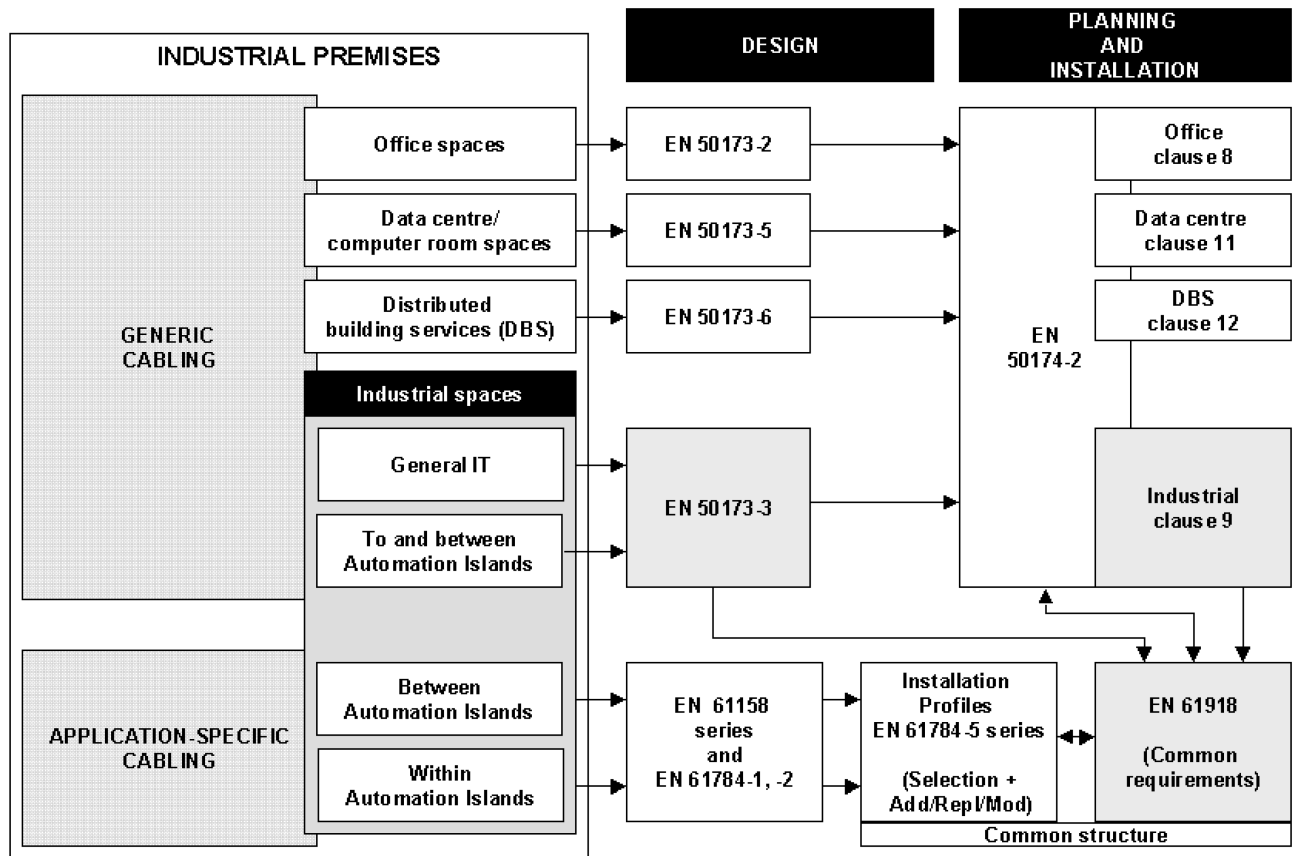 INDUSTRIAL PREMISES
DESIGN
PLANNING
AND
INSTALLATION
GENERIC
CABLING
Office spaces
EN 50173-2
Office
clause 8
Data centre/
computer room spaces
EN 50173-5
Data centre
clause 11
Distributed
building services (DBS)
EN 50173-6
DBS
clause 12
EN
50174-2
Industrial spaces
General IT
To and between
Automation Islands
EN 50173-3
Industrial
clause 9
APPLICATION-SPECIFIC
CABLING
Between
Automation Islands
Within
Automation Islands
EN 61158
series
and
EN 61784-1, -2
Installation
Profiles
EN 61784-5 series
(Selection +
Add/Repl/Mod)
EN 61918
(Common
requirements)
Common structure